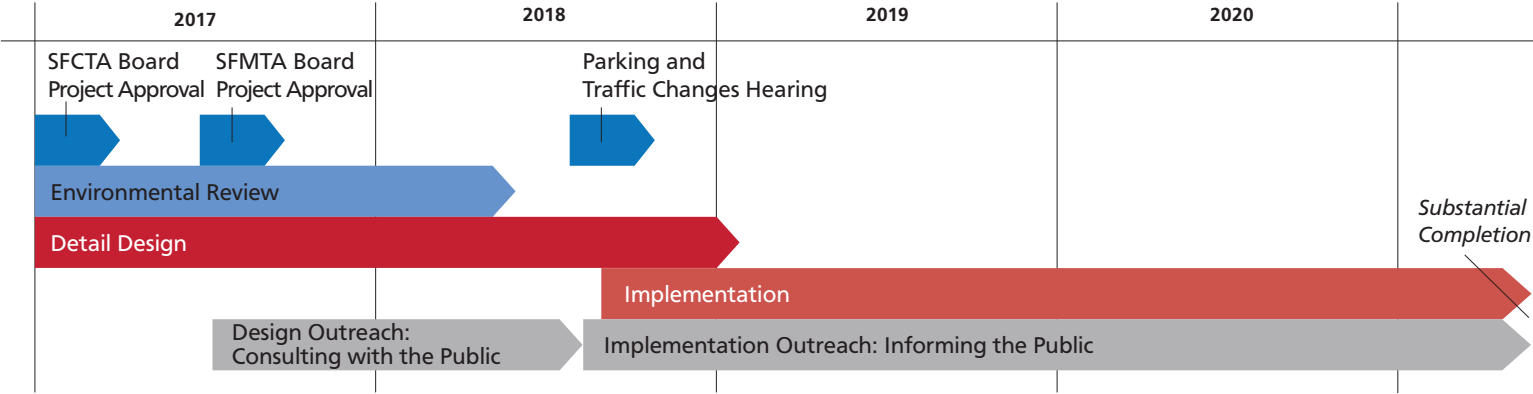 2017
2018
2019
2020
SFCTA Board
Project Approval
SFMTA Board
Project Approval
Parking and
Traffic Changes Hearing
Environmental Review
Detail Design
Substantial
Completion
Implementation
Design Outreach:
Consulting with the Public
Implementation Outreach: Informing the Public